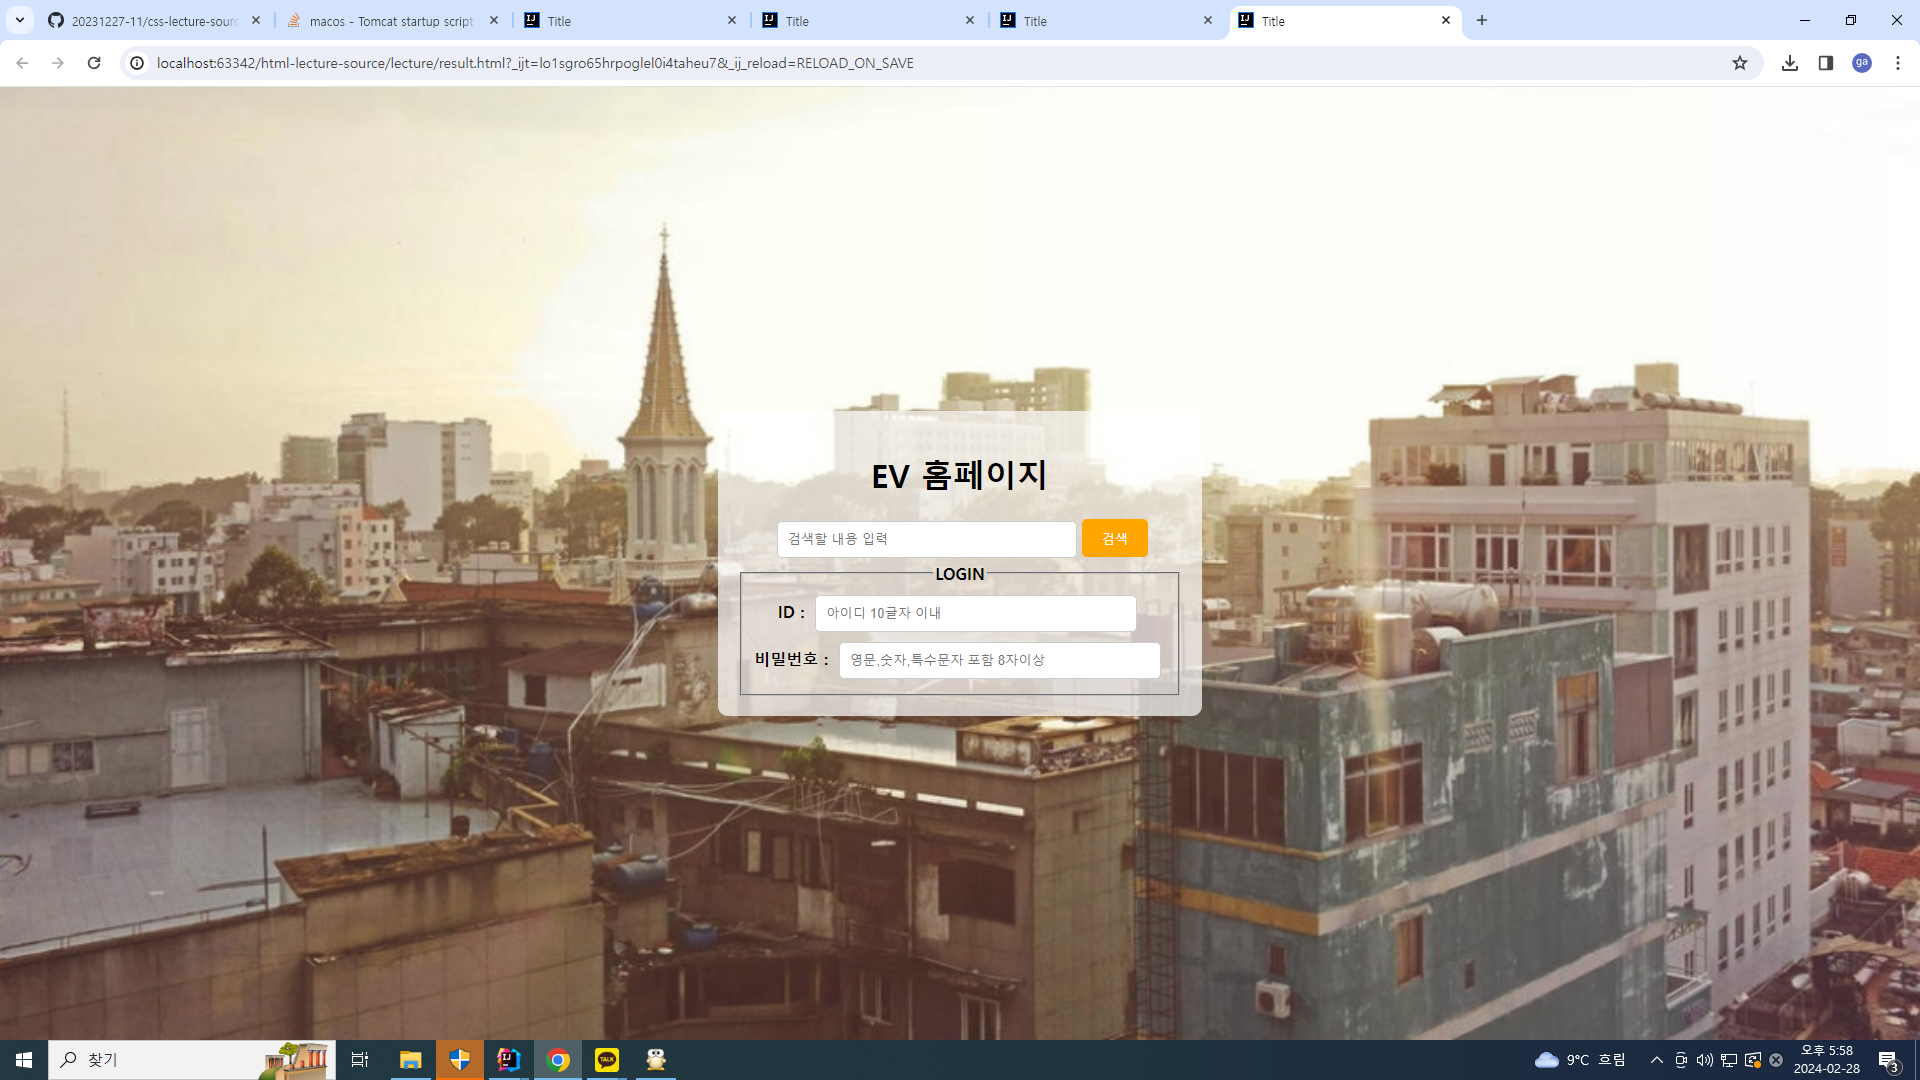 20231227-11/css-lecture-sourc
macos - Tomcat startup script
Title
Title
Title
Title
localhost:63342/html-lecture-source/lecture/result.html?_ijt=lo1sgro65hrpoglel0i4taheu7&_ij_reload=RELOAD_ON_SAVE
ga
EV 홈페이지
검색할 내용 입력
검색
LOGIN
ID :
아이디 10글자 이내
비밀번호 :
영문,숫자,특수문자 포함 8자이상
찾기
IJ
TALK
9°C 흐림
오후 5:58
2024-02-28
3